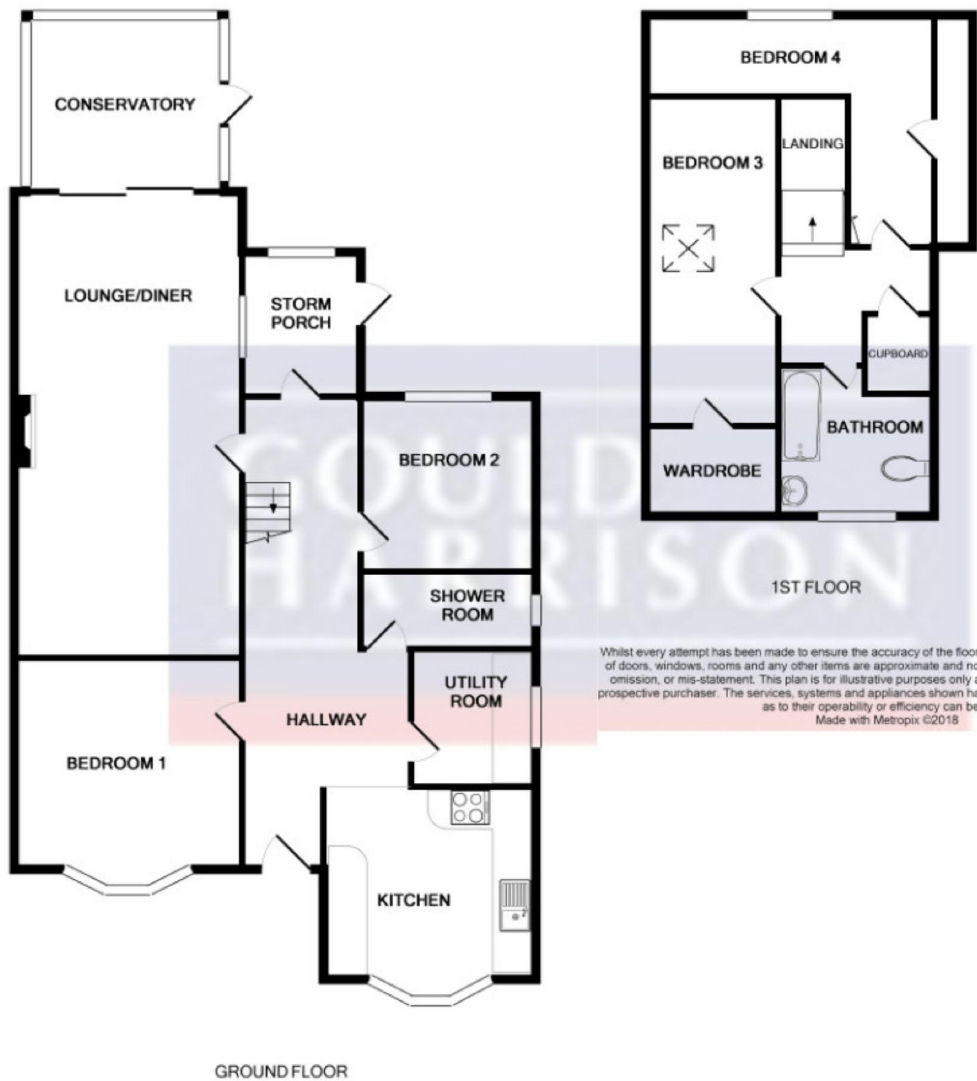 CONSERVATORY
LOUNGE/DINER
STORM
PORCH
BEDROOM 2
SHOWER
ROOM
UTILITY
ROOM
HALLWAY
BEDROOM 1
KITCHEN
GROUND FLOOR
BEDROOM 4
BEDROOM 3
LANDING
CUPBOARD
BATHROOM
WARDROBE
1ST FLOOR
GOULD
HARRISON
Whilst every attempt has been made to ensure the accuracy of the floor
of doors, windows, rooms and any other items are approximate and no
omission, or mis-statement. This plan is for illustrative purposes only a
prospective purchaser. The services, systems and appliances shown ha
as to their operability or efficiency can be
Made with Metropix ©2018